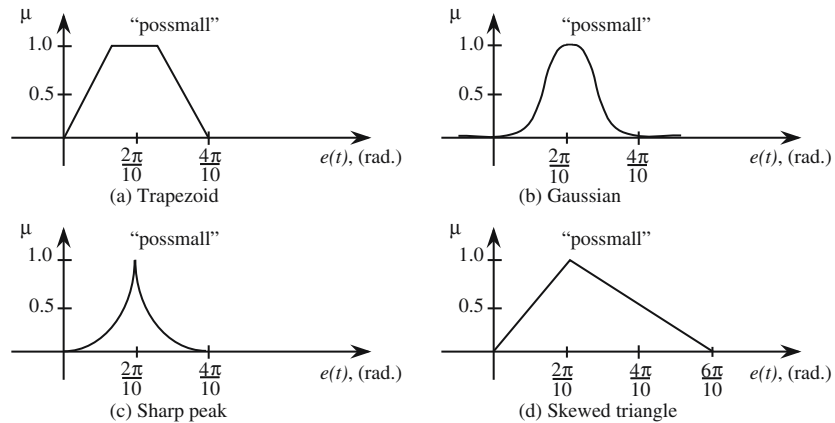 μ
"possmall"
1.0
0.5
2π
10
4π
10
e(t), (rad.)
(a) Trapezoid
μ
"possmall"
1.0
0.5
2π
10
4π
10
e(t), (rad.)
(b) Gaussian
μ
"possmall"
1.0
0.5
2π
10
4π
10
e(t), (rad.)
(c) Sharp peak
μ
"possmall"
1.0
0.5
2π
10
4π
10
6π
10
e(t), (rad.)
(d) Skewed triangle